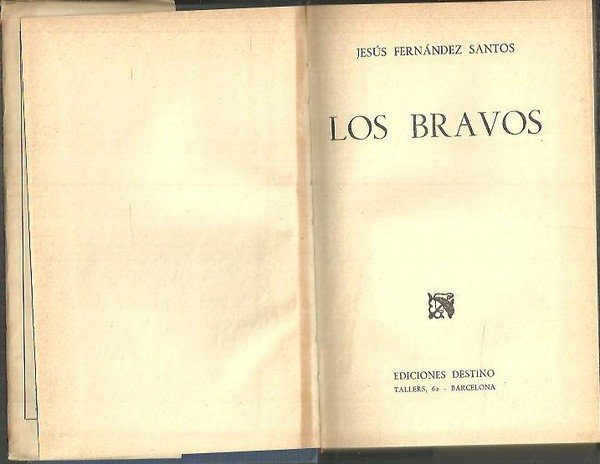 JESÚS FERNÁNDEZ SANTOS
LOS BRAVOS
EDICIONES DESTINO
TALLERS, 62 - BARCELONA